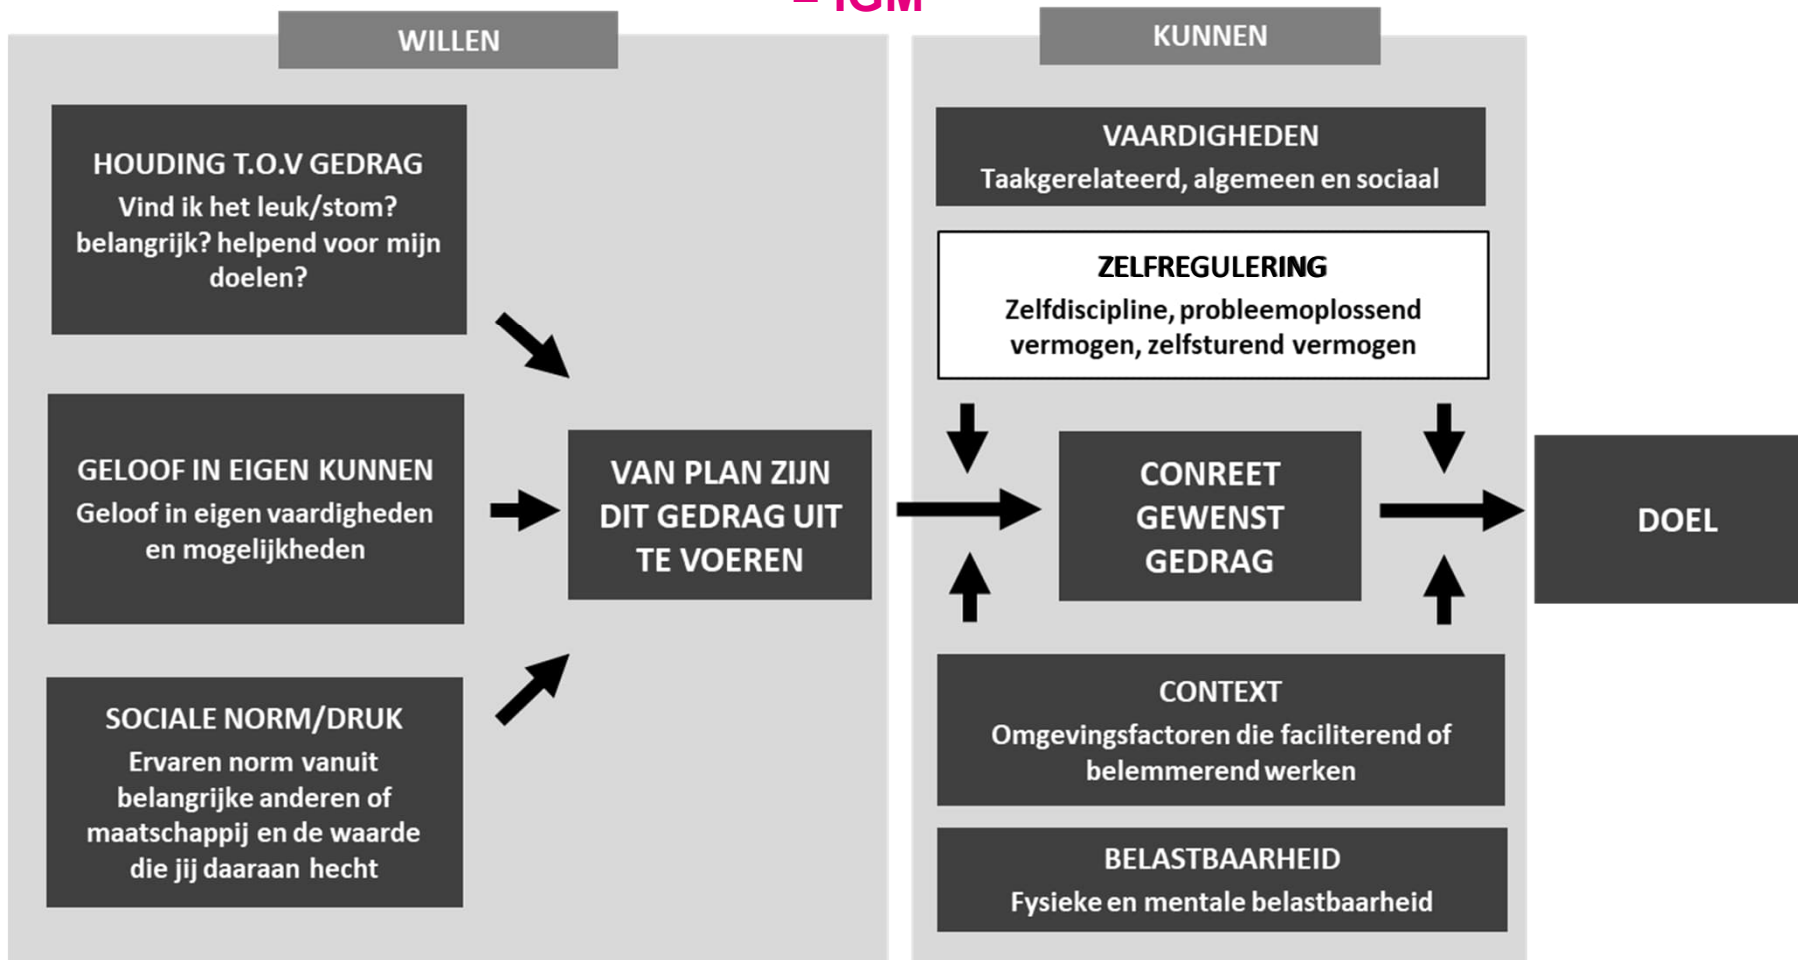 = IGM
WILLEN
HOUDING T.O.V GEDRAG
Vind ik het leuk/stom?
belangrijk? helpend voor mijn
doelen?
GELOOF IN EIGEN KUNNEN
Geloof in eigen vaardigheden
en mogelijkheden
SOCIALE NORM/DRUK
Ervaren norm vanuit
belangrijke anderen of
maatschappij en de waarde
die jij daaraan hecht
VAN PLAN ZIJN
DIT GEDRAG UIT
TE VOEREN
KUNNEN
VAARDIGHEDEN
Taakgerelateerd, algemeen en sociaal
ZELFREGULERING
Zelfdiscipline, probleemoplossend
vermogen, zelfsturend vermogen
CONREET
GEWENST
GEDRAG
CONTEXT
Omgevingsfactoren die faciliterend of
belemmerend werken
BELASTBAARHEID
Fysieke en mentale belastbaarheid
DOEL